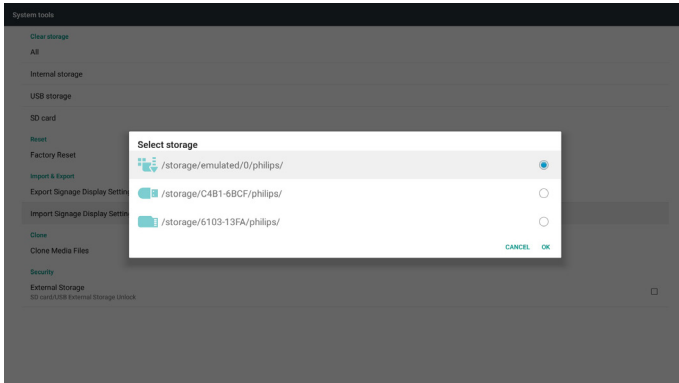 System tools
Clear storage
All
Internal storage
USB storage
SD card
Reset
Factory Reset
Import & Export
Export Signage Display Setting
Import Signage Display Setting
Clone
Clone Media Files
Security
External Storage
SD card/USB External Storage Unlock
Select storage
/storage/emulated/0/philips/
/storage/C4B1-6BCF/philips/
/storage/6103-13FA/philips/
CANCEL OK